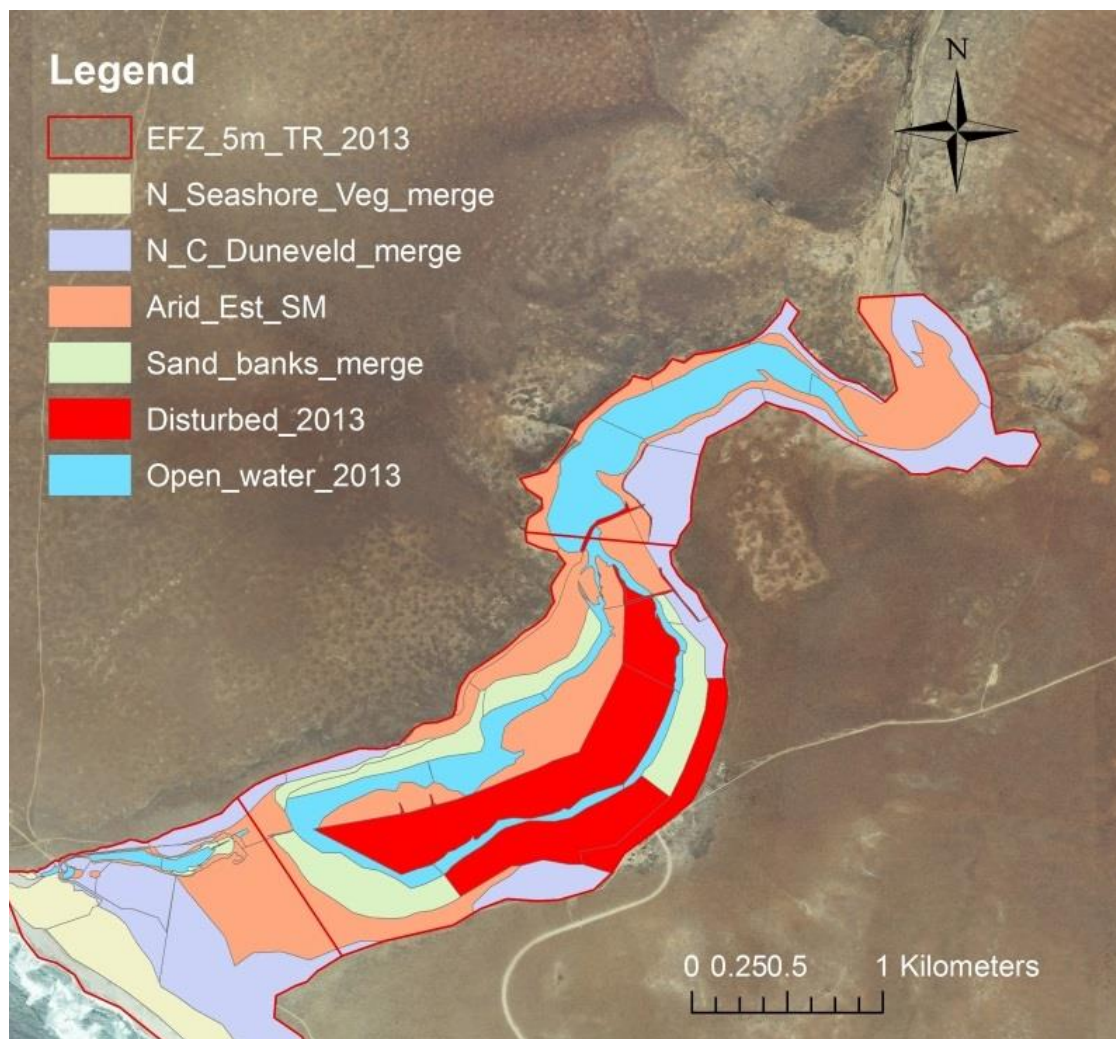 Legend
EFZ_5m_TR_2013
N_Seashore_Veg_merge
N_C_Duneveld_merge
Arid_Est_SM
Sand_banks_merge
Disturbed_2013
Open_water_2013
N
0 0.250.5 1 Kilometers